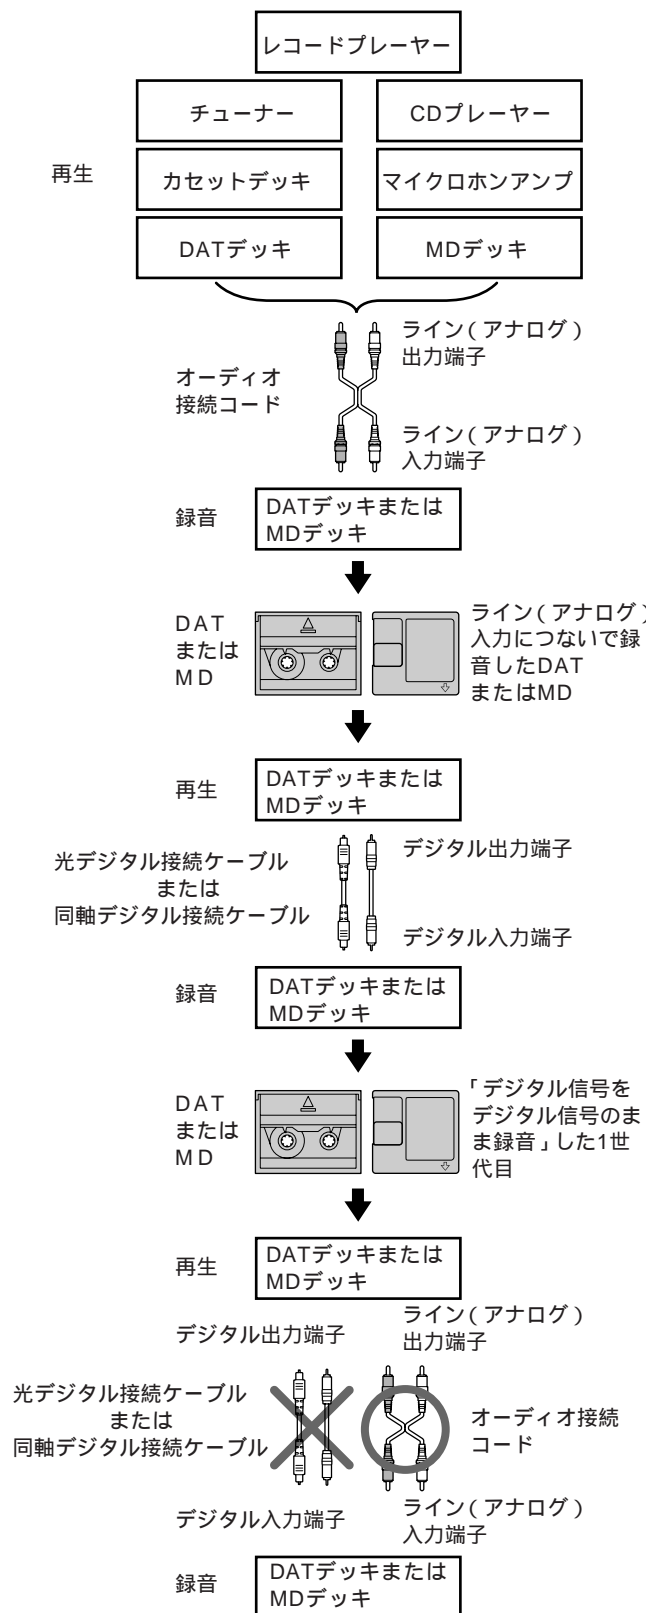 レコードプレーヤー
チューナー
CDプレーヤー
再生
カセットデッキ
マイクロホンアンプ
DATデッキ
MDデッキ
ライン(アナログ)
出力端子
オーディオ
接続コード
ライン(アナログ)
入力端子
録音
DATデッキまたは
MDデッキ
DAT
または
MD
ライン(アナログ)
入力につないで録
音したDAT
またはMD
再生
DATデッキまたは
MDデッキ
デジタル出力端子
光デジタル接続ケーブル
または
同軸デジタル接続ケーブル
デジタル入力端子
録音
DATデッキまたは
MDデッキ
DAT
または
MD
「デジタル信号を
デジタル信号のま
ま録音」した1世
代目
再生
DATデッキまたは
MDデッキ
デジタル出力端子
ライン(アナログ)
出力端子
光デジタル接続ケーブル
または
同軸デジタル接続ケーブル
オーディオ接続
コード
デジタル入力端子
ライン(アナログ)
入力端子
録音
DATデッキまたは
MDデッキ